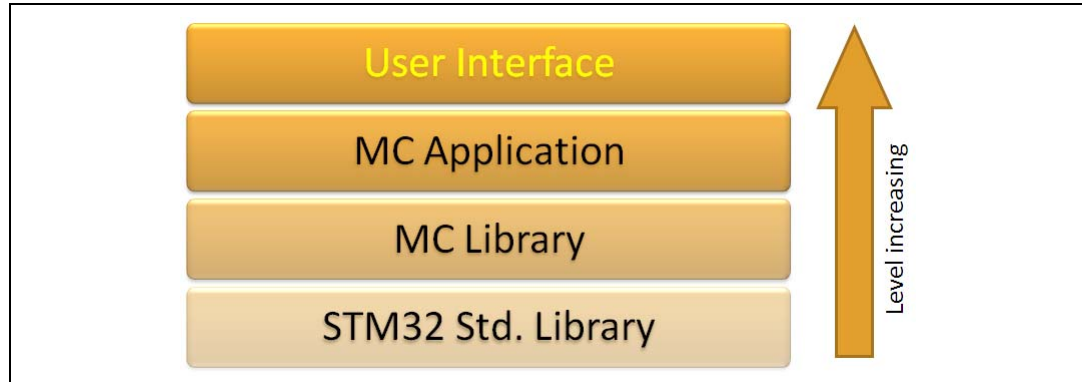 User Interface
MC Application
MC Library
STM32 Std. Library
Level increasing